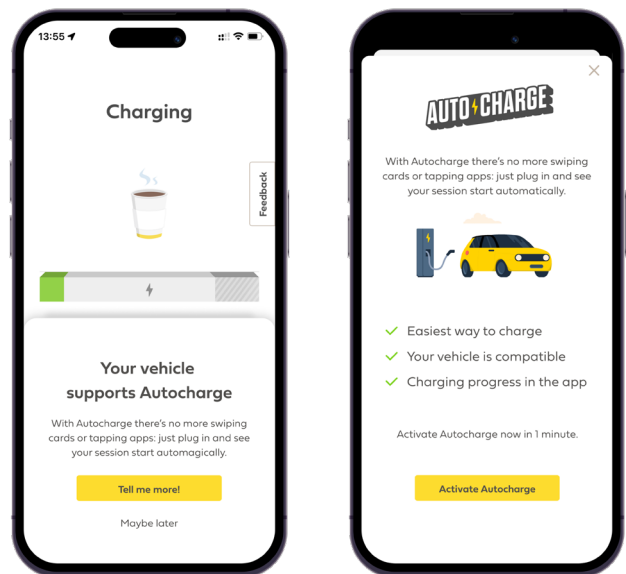 13:55
Charging
Feedback
Your vehicle
supports Autocharge
With Autocharge there's no more swiping
cards or tapping apps: just plug in and see
your session start automagically.
Tell me more!
Maybe later
AUTO CHARGE
With Autocharge there's no more swiping
cards or tapping apps: just plug in and see
your session start automatically.
Easiest way to charge
Your vehicle is compatible
Charging progress in the app
Activate Autocharge now in 1 minute.
Activate Autocharge